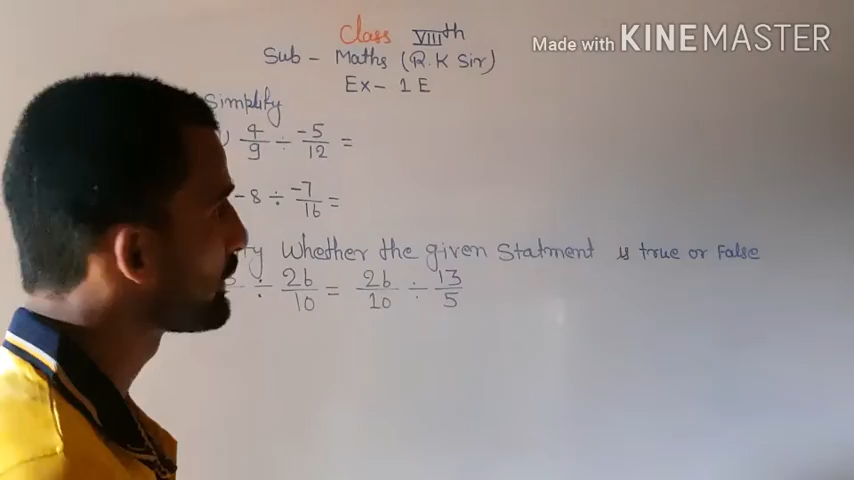 Class VIIIth
Made with KINEMASTER
Sub - Maths (R.K Sir)
Ex- 1 E
Simplify
) 4/9 ÷ -5/12 =
-8 ÷ -7/16 =
Whether the given Statment is true or False
÷ 26/10 = 26/10 ÷ 13/5